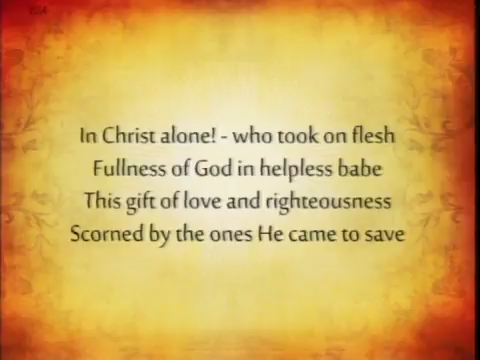 In Christ alone! - who took on flesh
Fullness of God in helpless babe
This gift of love and righteousness
Scorned by the ones He came to save